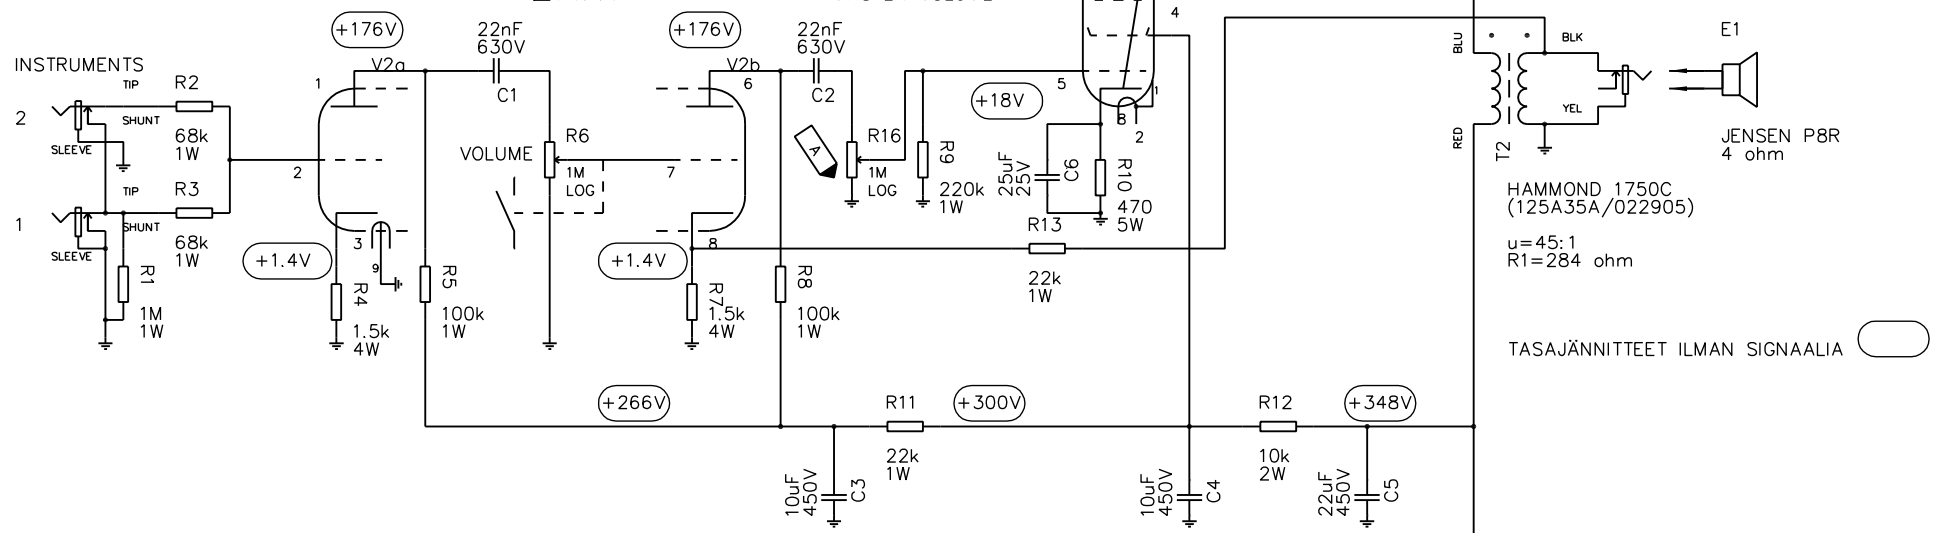 INSTRUMENTS
2
TIP
SHUNT
SLEEVE
R2
68k
1W
1
TIP
SHUNT
SLEEVE
R3
68k
1W
R1
1M
1W
+176V
V2a
1
2
3
9
+1.4V
R4
1.5k
4W
R5
100k
1W
22nF
630V
C1
VOLUME
R6
1M
LOG
+176V
V2b
6
7
8
+1.4V
R7
1.5k
4W
R8
100k
1W
22nF
630V
C2
A
R16
1M
LOG
R9
220k
1W
+18V
4
5
1
8
2
25uF
25V
C6
R10
470
5W
R13
22k
1W
BLU
RED
BLK
YEL
T2
E1
JENSEN P8R
4 ohm
HAMMOND 1750C
(125A35A/022905)
u=45:1
R1=284 ohm
TASAJÄNNITTEET ILMAN SIGNAALIA
+266V
R11
22k
1W
+300V
R12
10k
2W
+348V
10uF
450V
C3
10uF
450V
C4
22uF
450V
C5